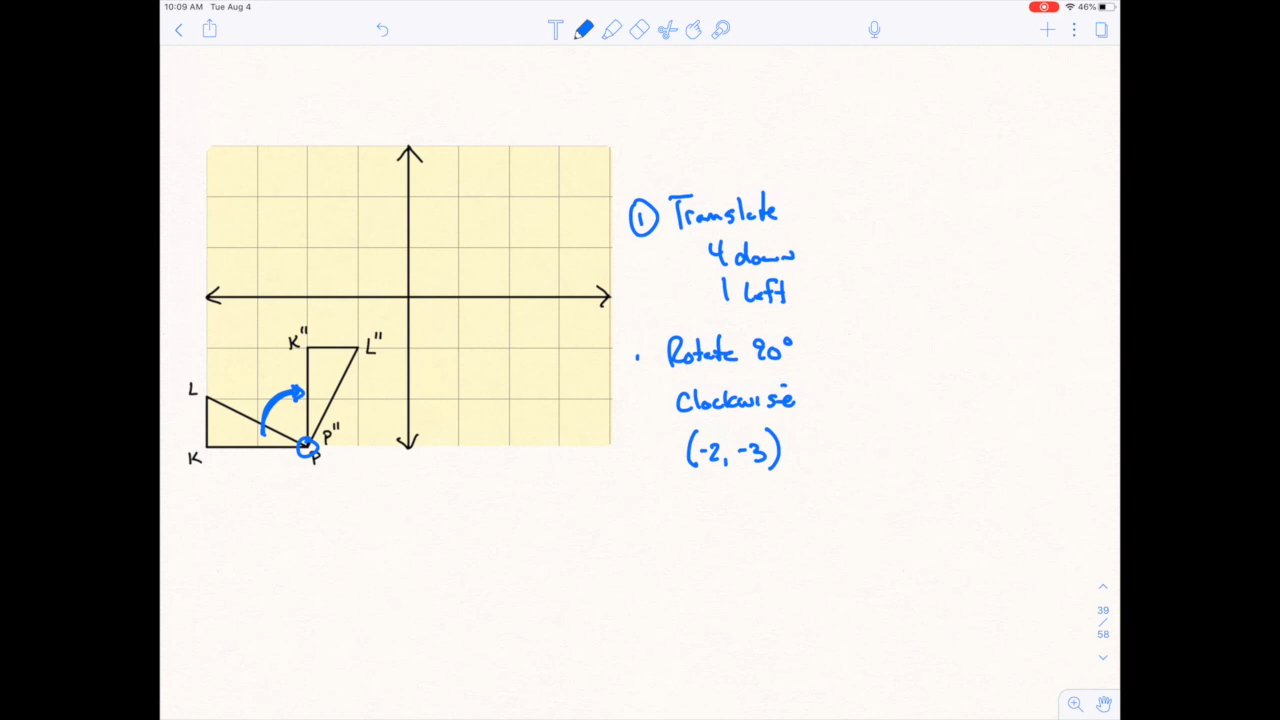 10:09 AM Tue Aug 4
46%
T
① Translate
4 down
1 Left
K"
L"
· Rotate 90°
L
Clockwise
P"
(-2, -3)
K
P
39
/
58